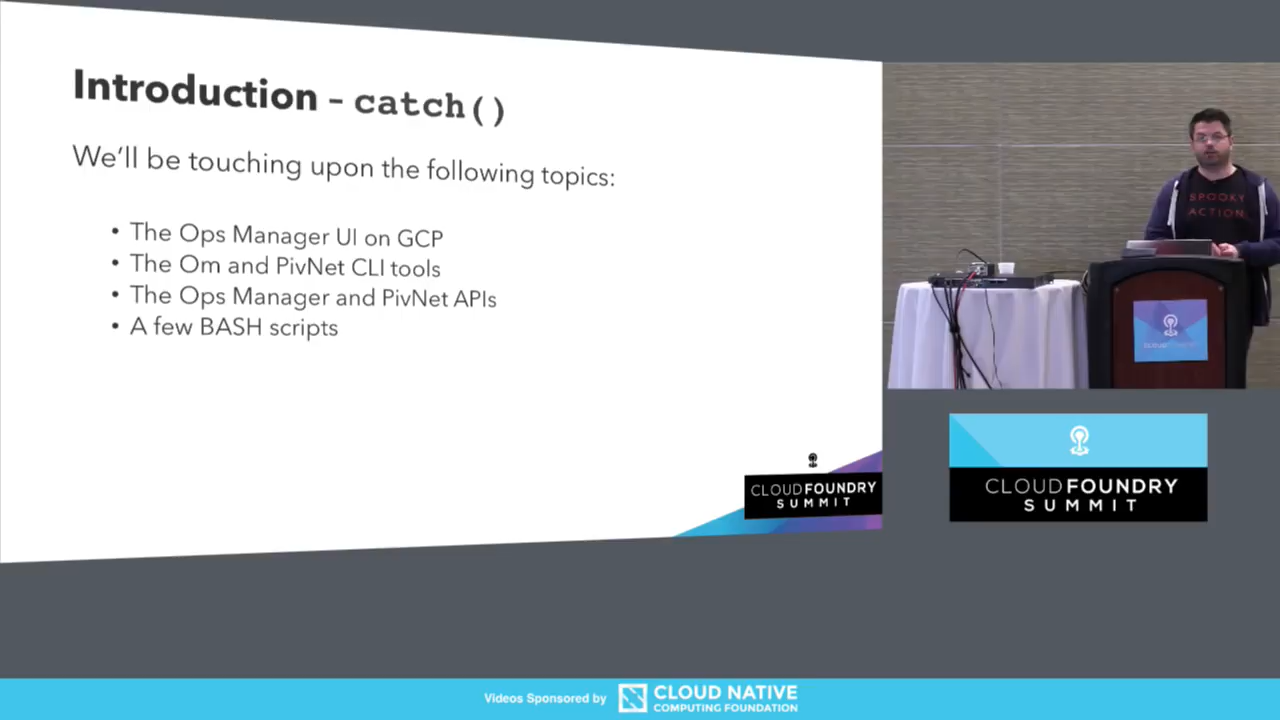 Introduction - catch()
We'll be touching upon the following topics:
• The Ops Manager UI on GCP
• The Om and PivNet CLI tools
• The Ops Manager and PivNet APIs
• A few BASH scripts
CLOUDFOUNDRY
SUMMIT
SPOOKY
ACTION
CLOUDFOUNDRY
SUMMIT
Videos Sponsored by
CLOUD NATIVE
COMPUTING FOUNDATION